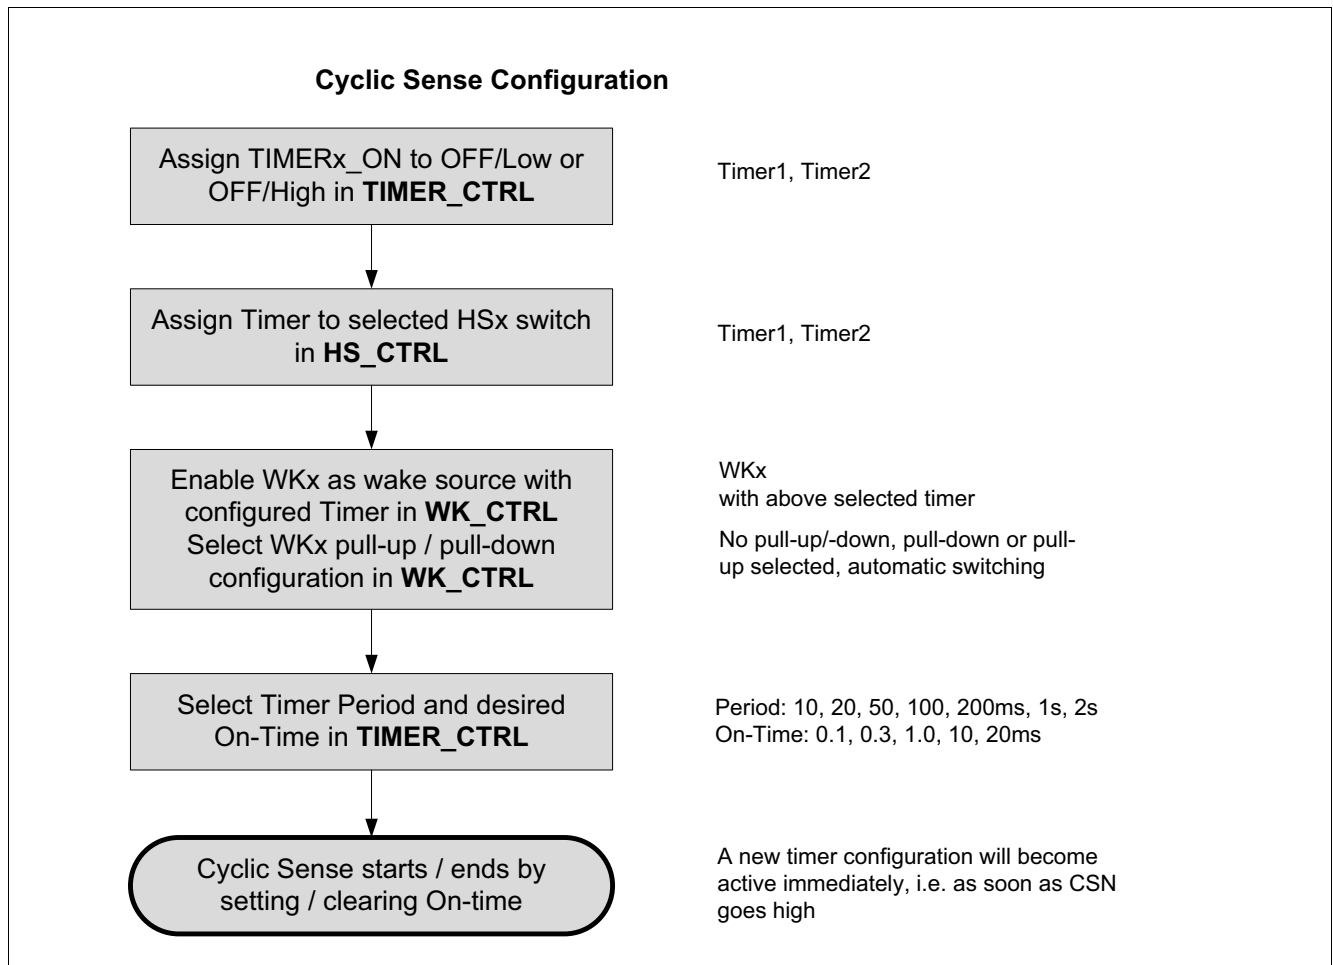 Cyclic Sense Configuration
Assign TIMERx_ON to OFF/Low or
OFF/High in TIMER_CTRL
Timer1, Timer2
Assign Timer to selected HSx switch
in HS_CTRL
Timer1, Timer2
Enable WKx as wake source with
configured Timer in WK_CTRL
Select WKx pull-up / pull-down
configuration in WK_CTRL
WKx
with above selected timer
No pull-up/-down, pull-down or pull-
up selected, automatic switching
Select Timer Period and desired
On-Time in TIMER_CTRL
Period: 10, 20, 50, 100, 200ms, 1s, 2s
On-Time: 0.1, 0.3, 1.0, 10, 20ms
Cyclic Sense starts / ends by
setting / clearing On-time
A new timer configuration will become
active immediately, i.e. as soon as CSN
goes high